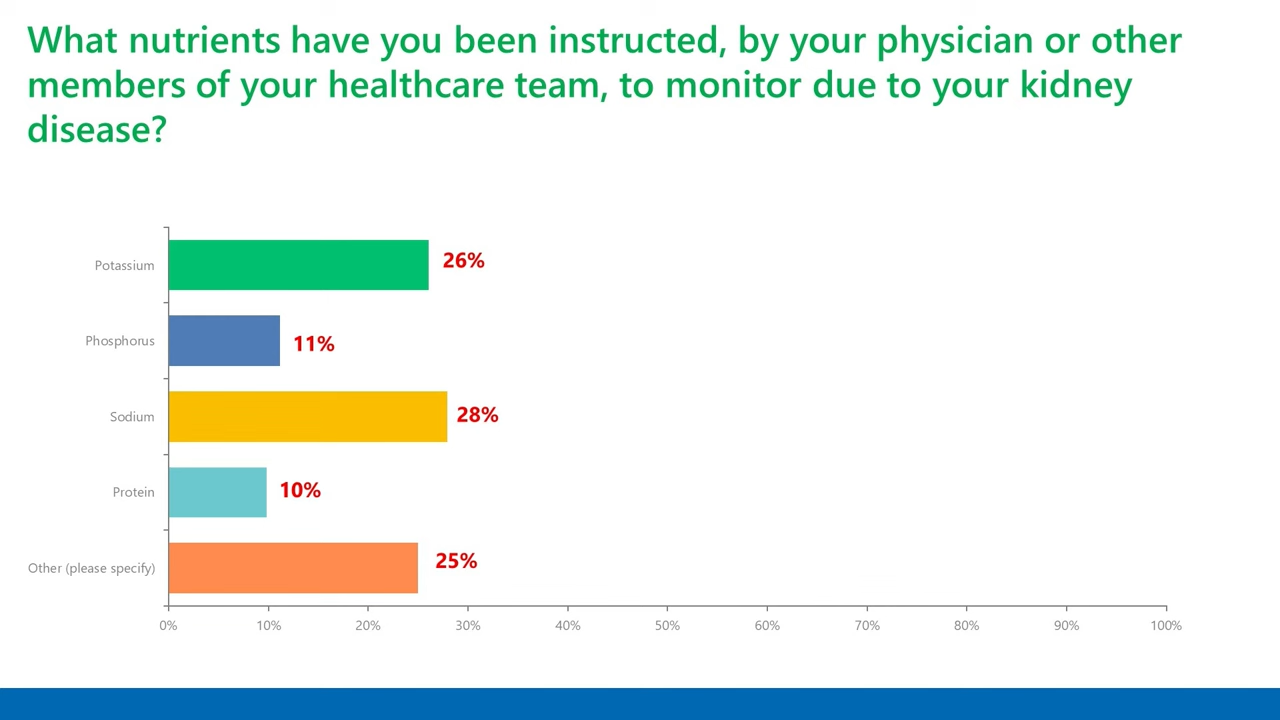 What nutrients have you been instructed, by your physician or other
members of your healthcare team, to monitor due to your kidney
disease?
Potassium
26%
Phosphorus
11%
Sodium
28%
Protein
10%
Other (please specify)
25%
0% 10% 20% 30% 40% 50% 60% 70% 80% 90% 100%